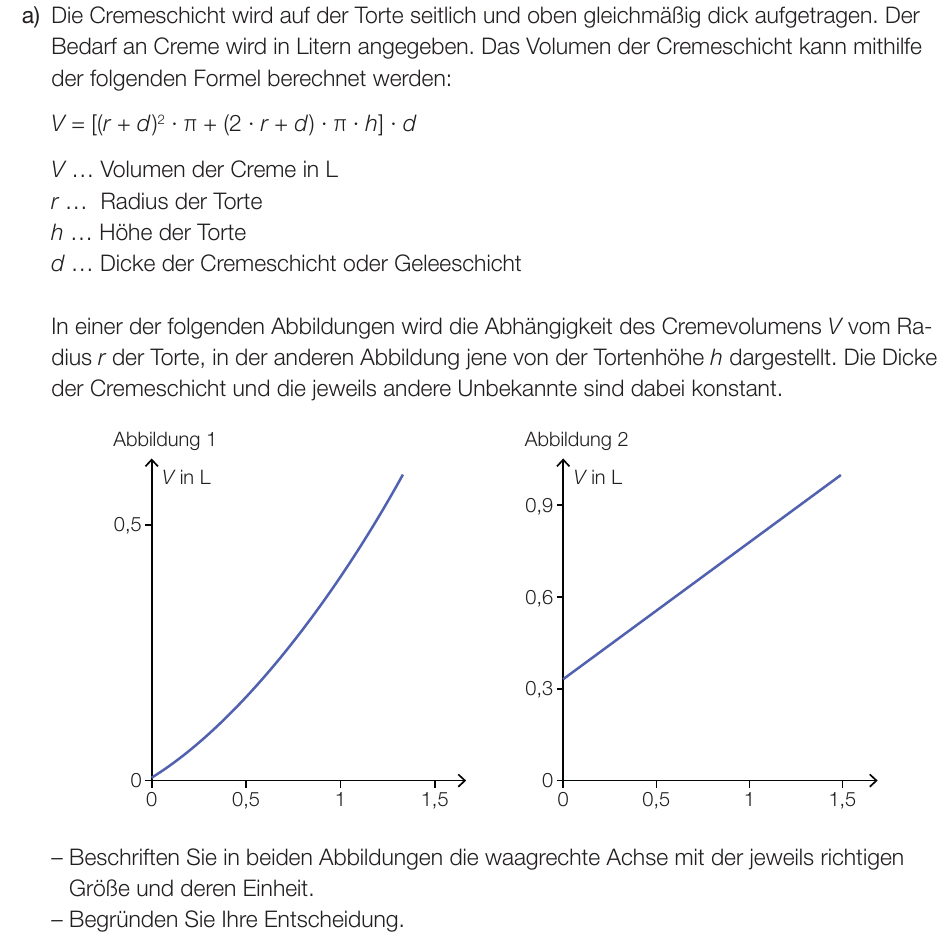 a) Die Cremeschicht wird auf der Torte seitlich und oben gleichmäßig dick aufgetragen. Der
Bedarf an Creme wird in Litern angegeben. Das Volumen der Cremeschicht kann mithilfe
der folgenden Formel berechnet werden:
V = [(r + d)² · π + (2 · r + d) · π · h] · d
V … Volumen der Creme in L
r … Radius der Torte
h … Höhe der Torte
d … Dicke der Cremeschicht oder Geleeschicht
In einer der folgenden Abbildungen wird die Abhängigkeit des Cremevolumens V vom Ra-
dius r der Torte, in der anderen Abbildung jene von der Tortenhöhe h dargestellt. Die Dicke
der Cremeschicht und die jeweils andere Unbekannte sind dabei konstant.
Abbildung 1
V in L
0,5
0
0 0,5 1 1,5
Abbildung 2
V in L
0,9
0,6
0,3
0
0 0,5 1 1,5
– Beschriften Sie in beiden Abbildungen die waagrechte Achse mit der jeweils richtigen
Größe und deren Einheit.
– Begründen Sie Ihre Entscheidung.